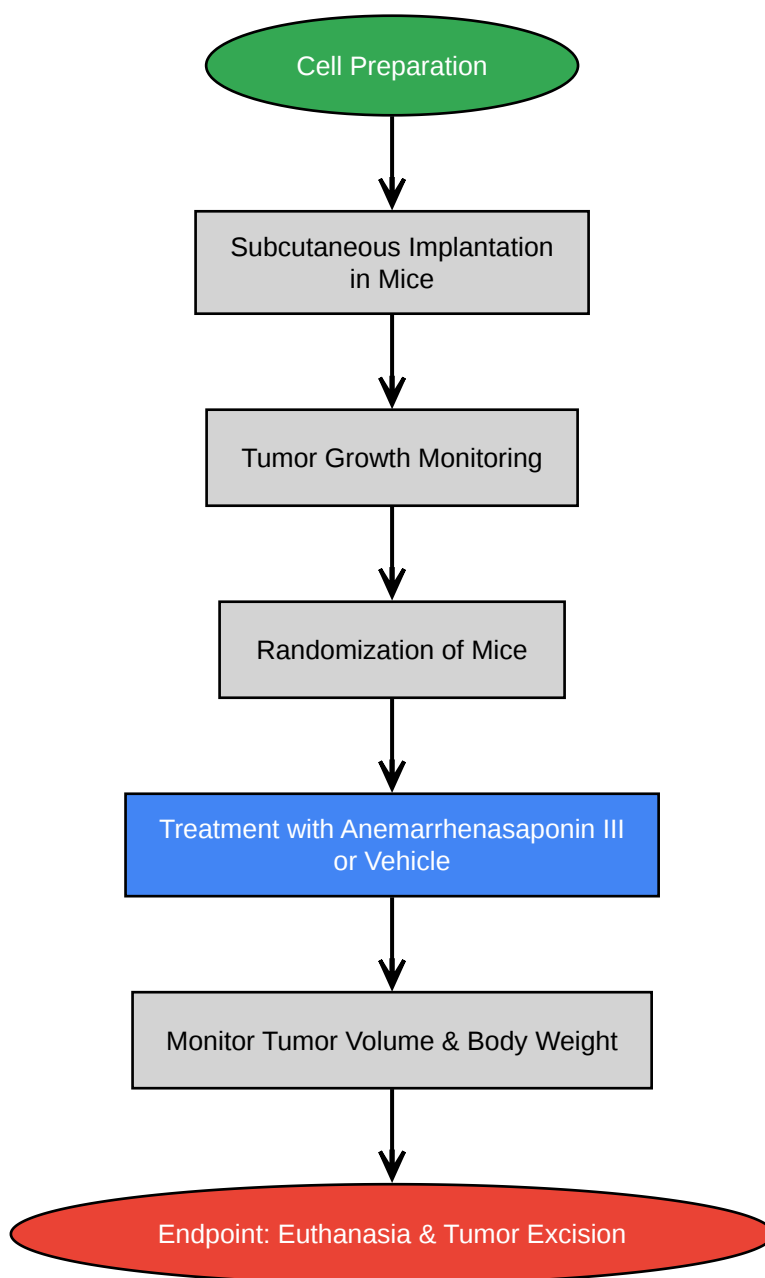 Cell Preparation
Subcutaneous Implantation
in Mice
Tumor Growth Monitoring
Randomization of Mice
Treatment with Anemarrhenasaponin III
or Vehicle
Monitor Tumor Volume & Body Weight
Endpoint: Euthanasia & Tumor Excision